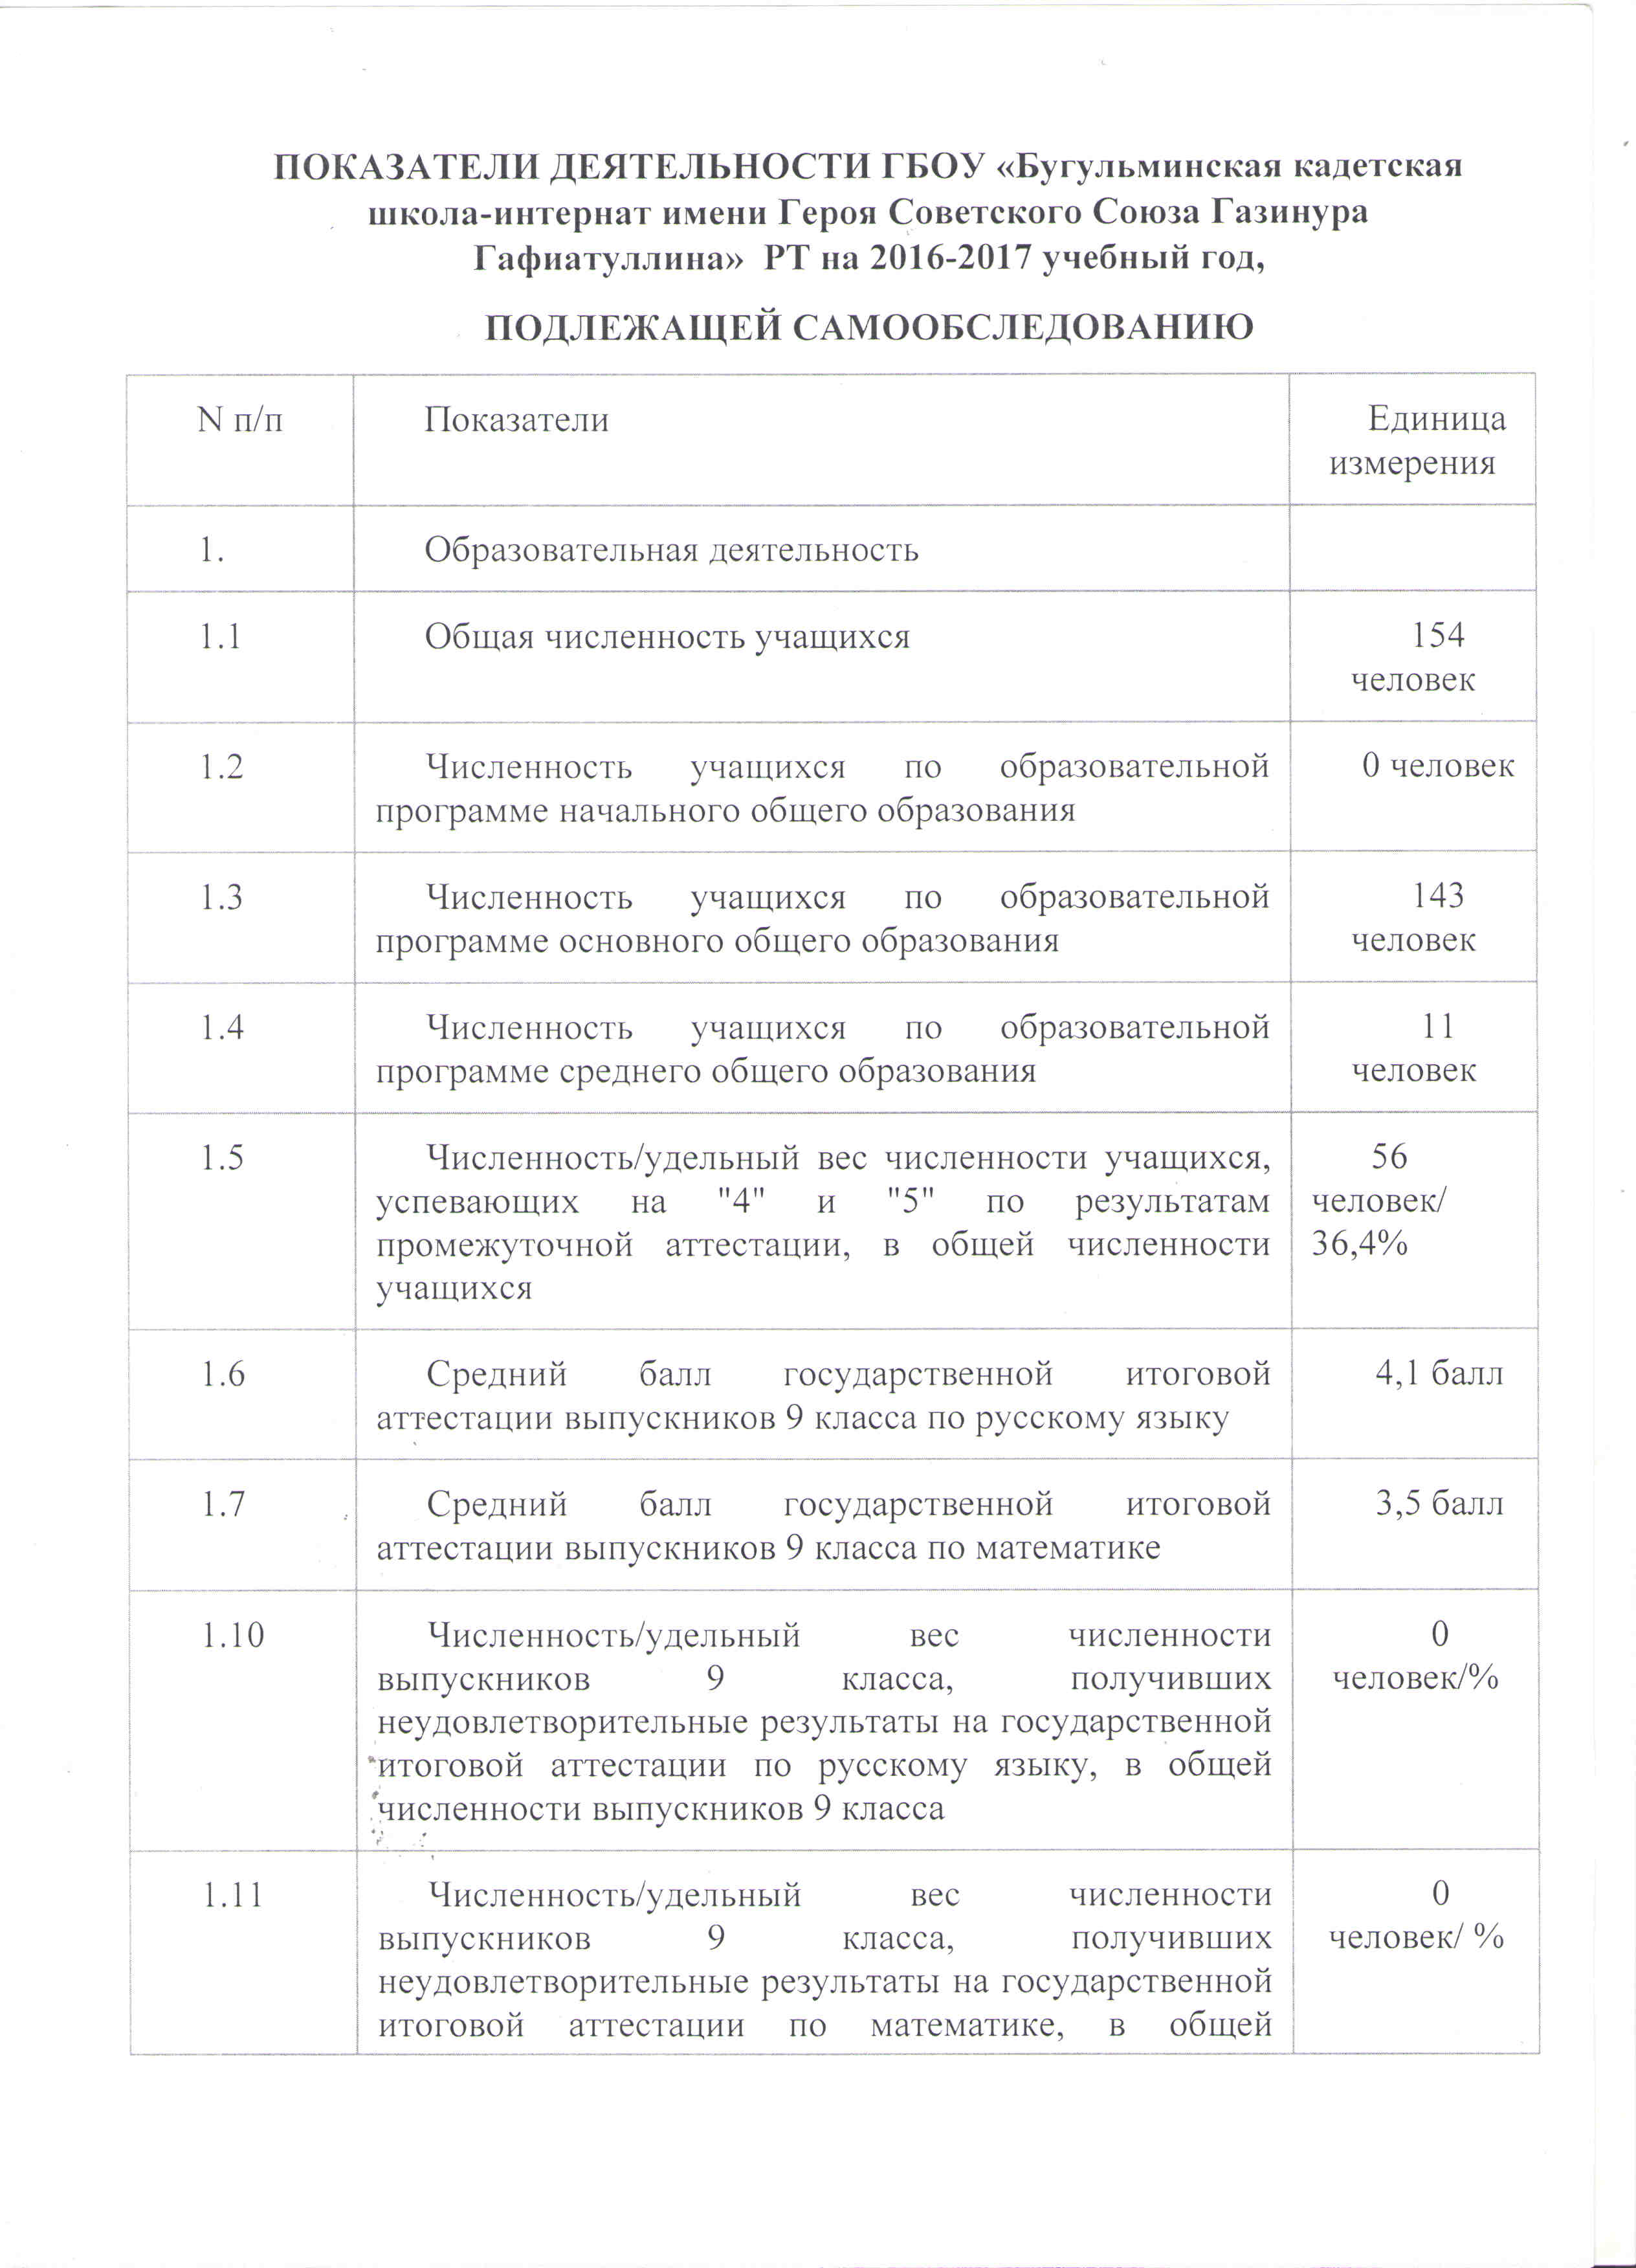 ПОКАЗАТЕЛИ ДЕЯТЕЛЬНОСТИ ГБОУ «Бугульминская кадетская
школа-интернат имени Героя Советского Союза Газинура
Гафиатуллина» РТ на 2016-2017 учебный год,
ПОДЛЕЖАЩЕЙ САМООБСЛЕДОВАНИЮ
N п/п
Показатели
Единица
измерения
1.
Образовательная деятельность
1.1
Общая численность учащихся
154
человек
1.2
Численность учащихся по образовательной
программе начального общего образования
0 человек
1.3
Численность учащихся по образовательной
программе основного общего образования
143
человек
1.4
Численность учащихся по образовательной
программе среднего общего образования
11
человек
1.5
Численность/удельный вес численности учащихся,
успевающих на "4" и "5" по результатам
промежуточной аттестации, в общей численности
учащихся
56
человек/
36,4%
1.6
Средний балл государственной итоговой
аттестации выпускников 9 класса по русскому языку
4,1 балл
1.7
Средний балл государственной итоговой
аттестации выпускников 9 класса по математике
3,5 балл
1.10
Численность/удельный вес численности
выпускников 9 класса, получивших
неудовлетворительные результаты на государственной
итоговой аттестации по русскому языку, в общей
численности выпускников 9 класса
0
человек/%
1.11
Численность/удельный вес численности
выпускников 9 класса, получивших
неудовлетворительные результаты на государственной
итоговой аттестации по математике, в общей
0
человек/ %